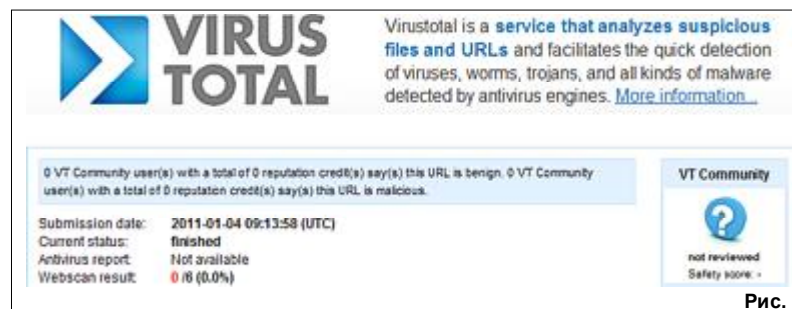 VIRUS
TOTAL
Virustotal is a service that analyzes suspicious
files and URLs and facilitates the quick detection
of viruses, worms, trojans, and all kinds of malware
detected by antivirus engines. More information...
0 VT Community user(s) with a total of 0 reputation credit(s) say(s) this URL is benign. 0 VT Community
user(s) with a total of 0 reputation credit(s) say(s) this URL is malicious.
Submission date: 2011-01-04 09:13:58 (UTC)
Current status: finished
Antivirus report: Not available
Webscan result: 0 /6 (0.0%)
VT Community
?
not reviewed
Safety score: -
Рис.